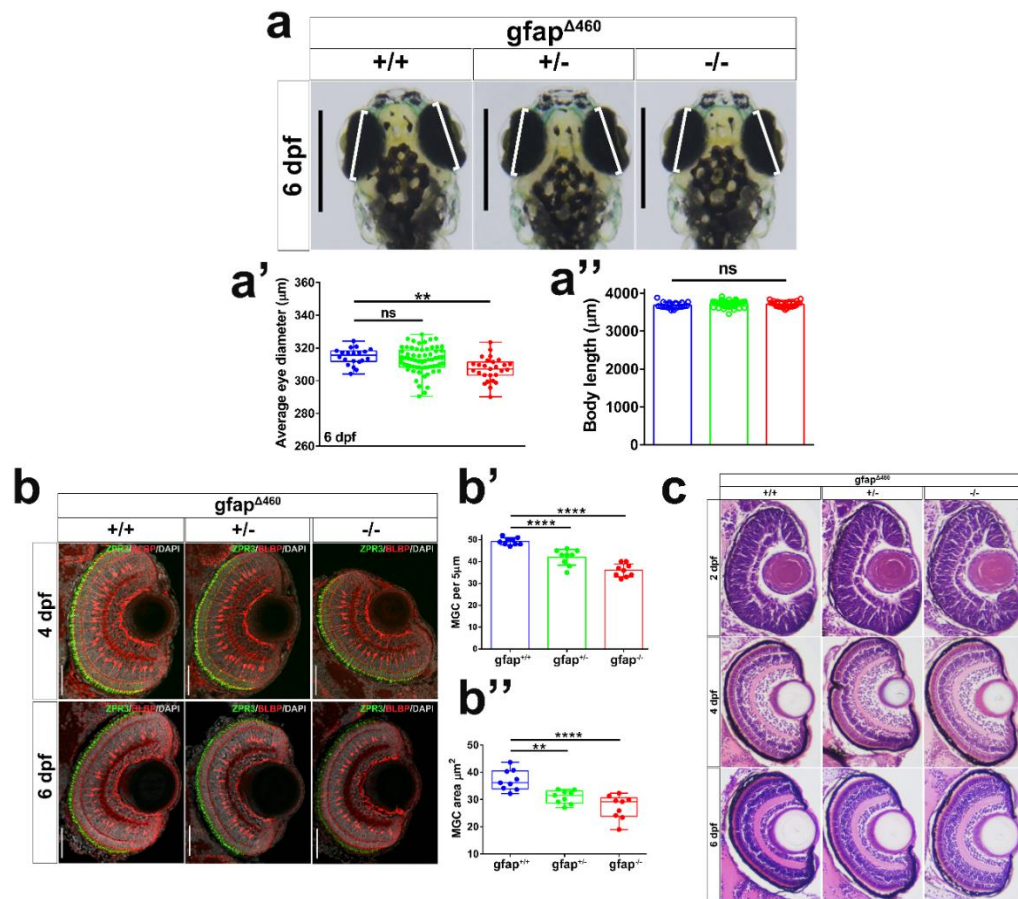 a
gfapΔ460
+/+ +/- -/-
6 dpf
a’
Average eye diameter (μm)
360
340
320
300
280
260
**
ns
6 dpf
a’’
Body length (μm)
4000
3000
2000
1000
0
ns
b
gfapΔ460
+/+ +/- -/-
4 dpf
ZPR3/BLBP/DAPI ZPR3/BLBP/DAPI ZPR3/BLBP/DAPI
6 dpf
ZPR3/BLBP/DAPI ZPR3/BLBP/DAPI ZPR3/BLBP/DAPI
b’
MGC per 5μm
50
40
30
20
10
0
****
****
gfap+/+ gfap+/- gfap-/-
b’’
MGC area μm2
50
40
30
20
10
****
**
gfap+/+ gfap+/- gfap-/-
c
gfapΔ460
+/+ +/- -/-
2 dpf
4 dpf
6 dpf